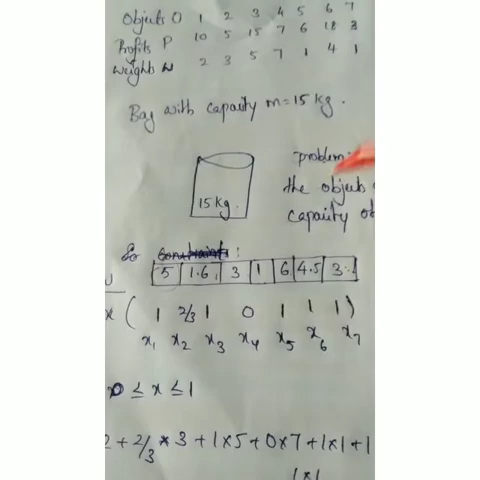 Objects O 1 2 3 4 5 6 7
Profits P 10 5 15 7 6 18 3
Weights w 2 3 5 7 1 4 1
Bag with capacity m=15 kg.
problem:
15 kg.
the objects
capacity of
5 1.6 3 1 6 4.5 3
x ( 1 2/3 1 0 1 1 1 )
x₁ x₂ x₃ x₄ x₅ x₆ x₇
0 ≤ x ≤ 1
2 + 2/3 * 3 + 1×5 + 0×7 + 1×1 + 1
1×1